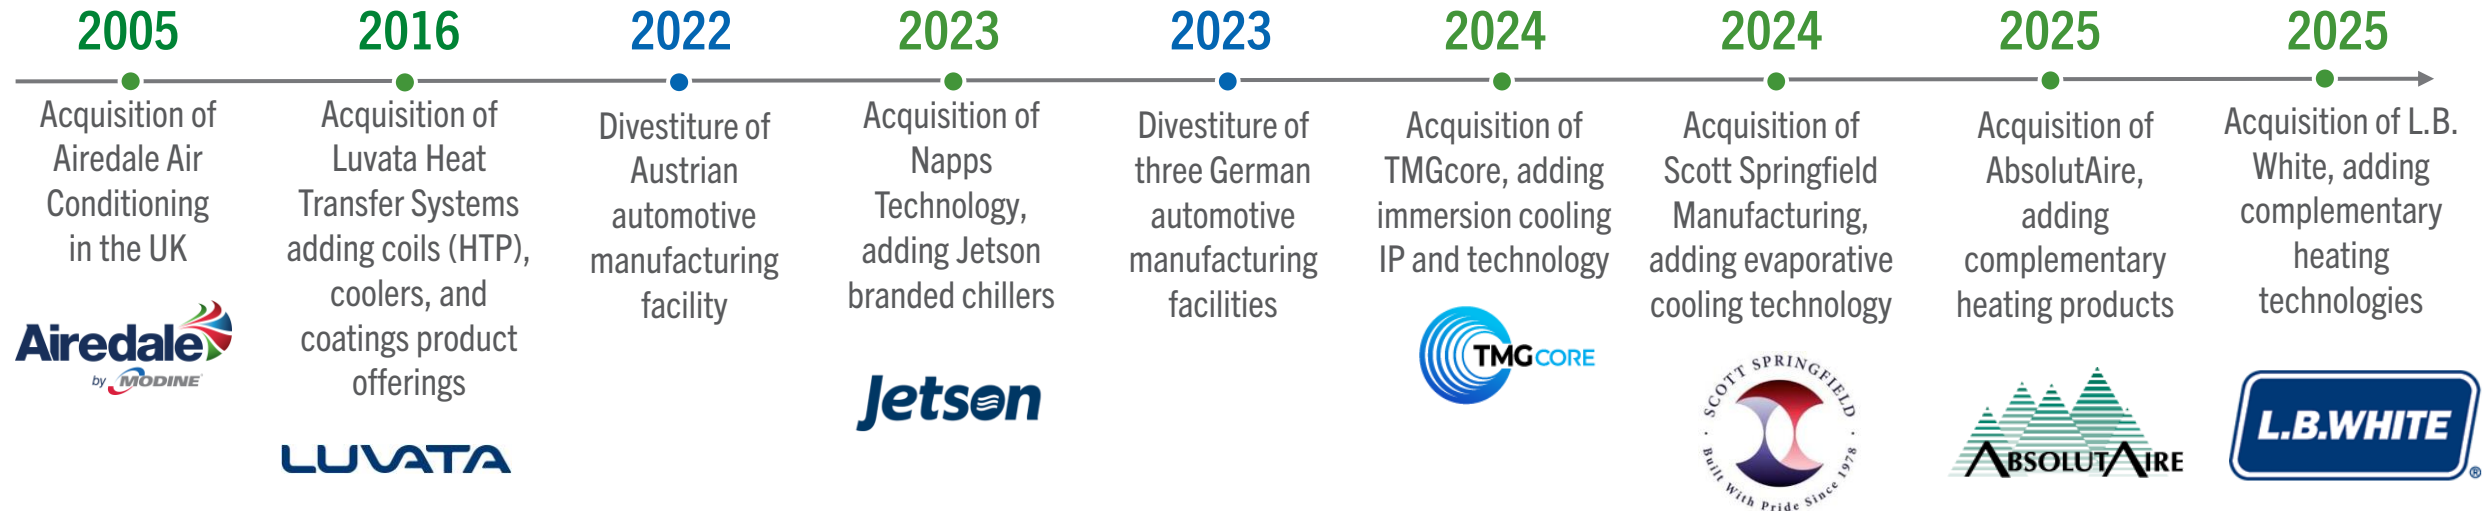 2005
Acquisition of
Airedale Air
Conditioning
in the UK
Airedale
by MODINE
2016
Acquisition of
Luvata Heat
Transfer Systems
adding coils (HTP),
coolers, and
coatings product
offerings
LUVATA
2022
Divestiture of
Austrian
automotive
manufacturing
facility
2023
Acquisition of
Napps
Technology,
adding Jetson
branded chillers
Jetson
2023
Divestiture of
three German
automotive
manufacturing
facilities
2024
Acquisition of
TMGcore, adding
immersion cooling
IP and technology
TMGCORE
2024
Acquisition of
Scott Springfield
Manufacturing,
adding evaporative
cooling technology
· SCOTT SPRINGFIELD ·
Built With Pride Since 1978
2025
Acquisition of
AbsolutAire,
adding
complementary
heating products
ABSOLUTAIRE
2025
Acquisition of L.B.
White, adding
complementary
heating
technologies
L.B.WHITE®